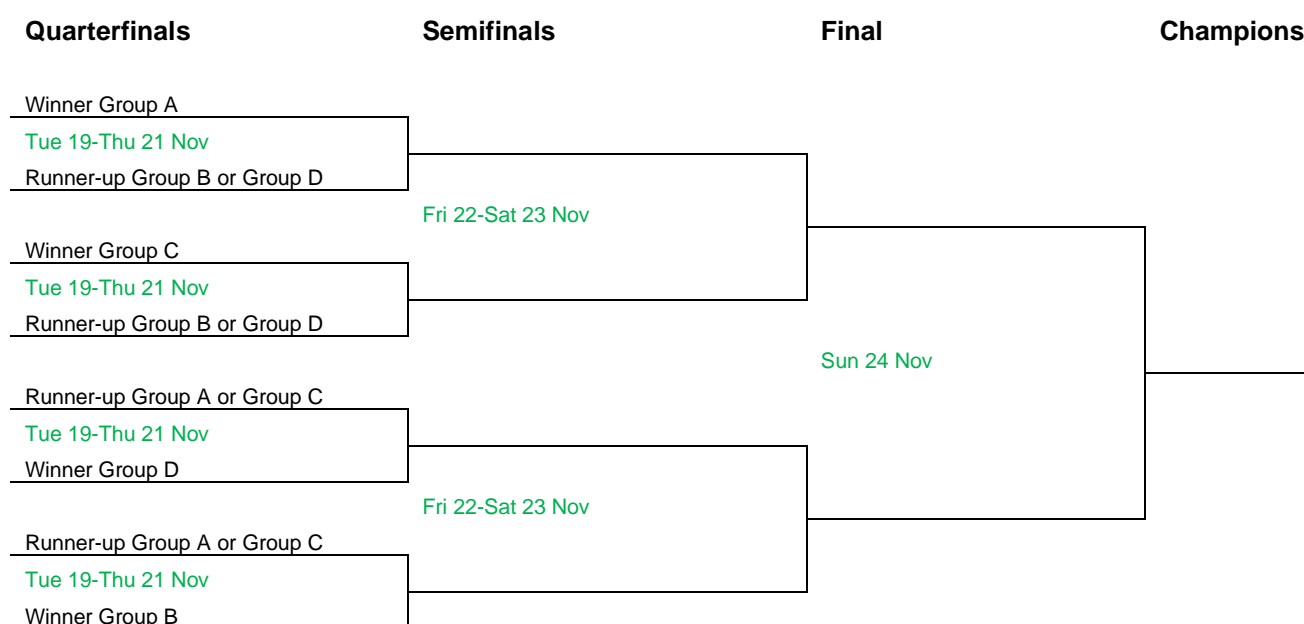 Quarterfinals Semifinals Final Champions
Winner Group A
Tue 19-Thu 21 Nov
Runner-up Group B or Group D
Fri 22-Sat 23 Nov
Winner Group C
Tue 19-Thu 21 Nov
Runner-up Group B or Group D
Sun 24 Nov
Runner-up Group A or Group C
Tue 19-Thu 21 Nov
Winner Group D
Fri 22-Sat 23 Nov
Runner-up Group A or Group C
Tue 19-Thu 21 Nov
Winner Group B